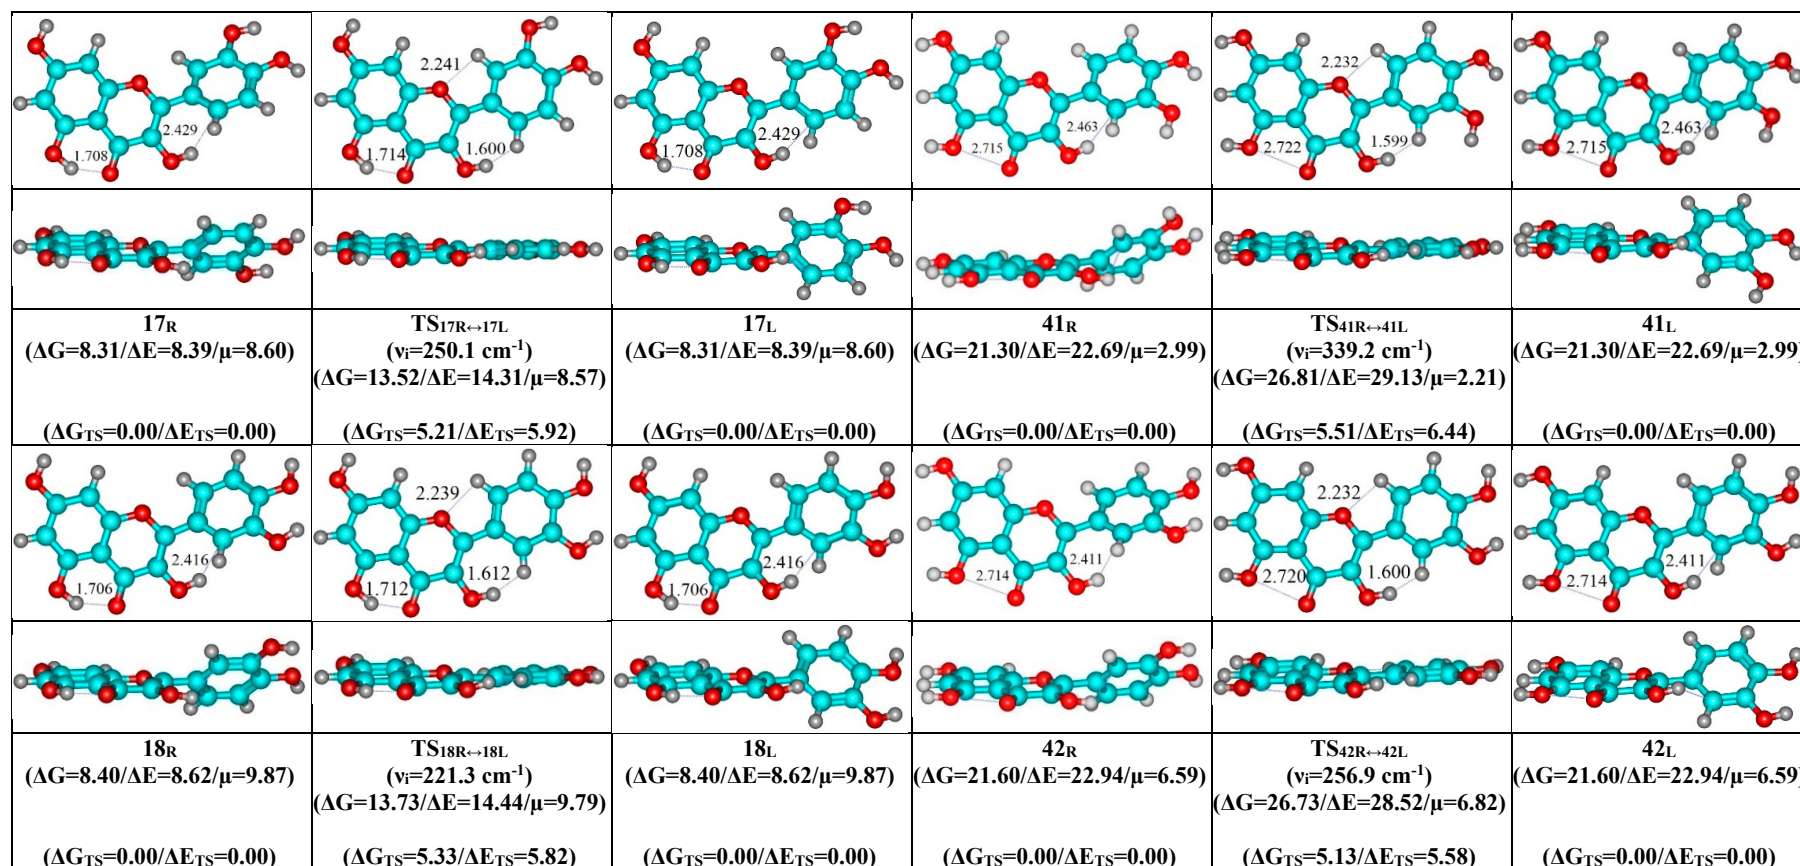 2.429
1.708
2.241
1.714
1.600
2.429
1.708
2.463
2.715
2.232
2.722
1.599
2.463
2.715
17R
(ΔG=8.31/ΔE=8.39/μ=8.60)
(ΔGTS=0.00/ΔETS=0.00)
TS17R↔17L
(νi=250.1 cm-1)
(ΔG=13.52/ΔE=14.31/μ=8.57)
(ΔGTS=5.21/ΔETS=5.92)
17L
(ΔG=8.31/ΔE=8.39/μ=8.60)
(ΔGTS=0.00/ΔETS=0.00)
41R
(ΔG=21.30/ΔE=22.69/μ=2.99)
(ΔGTS=0.00/ΔETS=0.00)
TS41R↔41L
(νi=339.2 cm-1)
(ΔG=26.81/ΔE=29.13/μ=2.21)
(ΔGTS=5.51/ΔETS=6.44)
41L
(ΔG=21.30/ΔE=22.69/μ=2.99)
(ΔGTS=0.00/ΔETS=0.00)
2.416
1.706
2.239
1.712
1.612
2.416
1.706
2.411
2.714
2.232
2.720
1.600
2.411
2.714
18R
(ΔG=8.40/ΔE=8.62/μ=9.87)
(ΔGTS=0.00/ΔETS=0.00)
TS18R↔18L
(νi=221.3 cm-1)
(ΔG=13.73/ΔE=14.44/μ=9.79)
(ΔGTS=5.33/ΔETS=5.82)
18L
(ΔG=8.40/ΔE=8.62/μ=9.87)
(ΔGTS=0.00/ΔETS=0.00)
42R
(ΔG=21.60/ΔE=22.94/μ=6.59)
(ΔGTS=0.00/ΔETS=0.00)
TS42R↔42L
(νi=256.9 cm-1)
(ΔG=26.73/ΔE=28.52/μ=6.82)
(ΔGTS=5.13/ΔETS=5.58)
42L
(ΔG=21.60/ΔE=22.94/μ=6.59)
(ΔGTS=0.00/ΔETS=0.00)